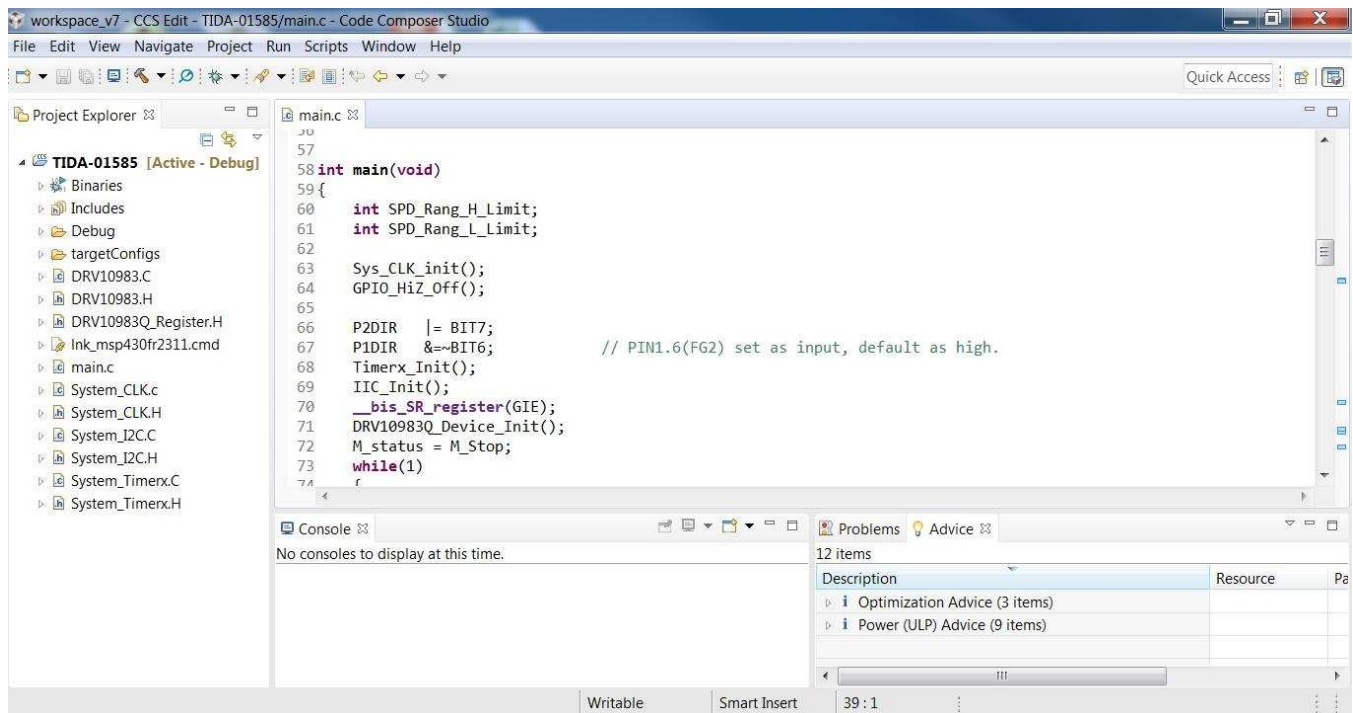 workspace_v7 - CCS Edit - TIDA-01585/main.c - Code Composer Studio
File Edit View Navigate Project Run Scripts Window Help
Quick Access
Project Explorer
TIDA-01585 [Active - Debug]
Binaries
Includes
Debug
targetConfigs
DRV10983.C
DRV10983.H
DRV10983Q_Register.H
lnk_msp430fr2311.cmd
main.c
System_CLK.c
System_CLK.H
System_I2C.C
System_I2C.H
System_Timerx.C
System_Timerx.H
main.c
56
57
58 int main(void)
59 {
60     int SPD_Rang_H_Limit;
61     int SPD_Rang_L_Limit;
62
63     Sys_CLK_init();
64     GPIO_HiZ_Off();
65
66     P2DIR   |= BIT7;
67     P1DIR   &=~BIT6;          // PIN1.6(FG2) set as input, default as high.
68     Timerx_Init();
69     IIC_Init();
70     __bis_SR_register(GIE);
71     DRV10983Q_Device_Init();
72     M_status = M_Stop;
73     while(1)
74     {
Console
No consoles to display at this time.
Problems Advice
12 items
Description Resource Pa
i Optimization Advice (3 items)
i Power (ULP) Advice (9 items)
Writable Smart Insert 39 : 1